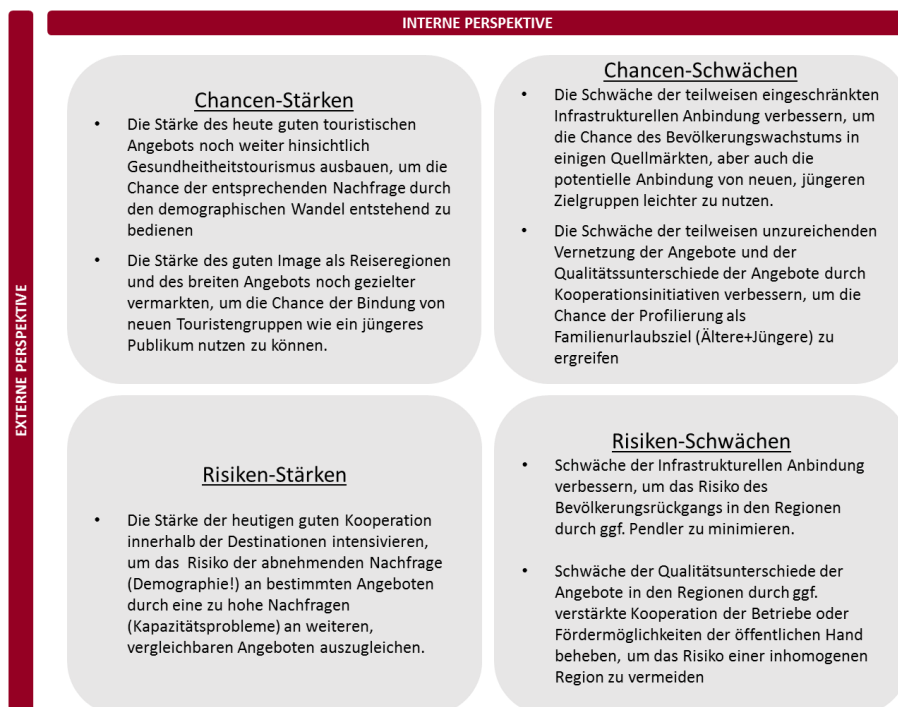 INTERNE PERSPEKTIVE
EXTERNE PERSPEKTIVE
Chancen-Stärken
• Die Stärke des heute guten touristischen
Angebots noch weiter hinsichtlich
Gesundheitheitstourismus ausbauen, um die
Chance der entsprechenden Nachfrage durch
den demographischen Wandel entstehend zu
bedienen
• Die Stärke des guten Image als Reiseregionen
und des breiten Angebots noch gezielter
vermarkten, um die Chance der Bindung von
neuen Touristengruppen wie ein jüngeres
Publikum nutzen zu können.
Chancen-Schwächen
• Die Schwäche der teilweisen eingeschränkten
Infrastrukturellen Anbindung verbessern, um
die Chance des Bevölkerungswachstums in
einigen Quellmärkten, aber auch die
potentielle Anbindung von neuen, jüngeren
Zielgruppen leichter zu nutzen.
• Die Schwäche der teilweisen unzureichenden
Vernetzung der Angebote und der
Qualitätssunterschiede der Angebote durch
Kooperationsinitiativen verbessern, um die
Chance der Profilierung als
Familienurlaubsziel (Ältere+Jüngere) zu
ergreifen
Risiken-Stärken
• Die Stärke der heutigen guten Kooperation
innerhalb der Destinationen intensivieren,
um das Risiko der abnehmenden Nachfrage
(Demographie!) an bestimmten Angeboten
durch eine zu hohe Nachfragen
(Kapazitätsprobleme) an weiteren,
vergleichbaren Angeboten auszugleichen.
Risiken-Schwächen
• Schwäche der Infrastrukturellen Anbindung
verbessern, um das Risiko des
Bevölkerungsrückgangs in den Regionen
durch ggf. Pendler zu minimieren.
• Schwäche der Qualitätsunterschiede der
Angebote in den Regionen durch ggf.
verstärkte Kooperation der Betriebe oder
Fördermöglichkeiten der öffentlichen Hand
beheben, um das Risiko einer inhomogenen
Region zu vermeiden